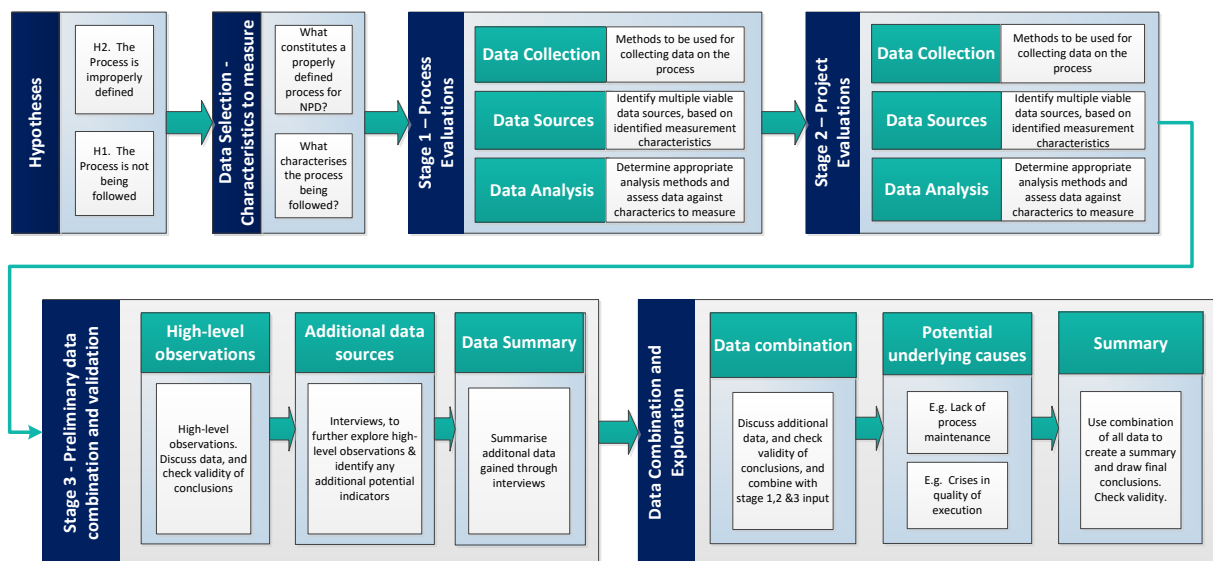 Hypotheses
H2. The
Process is
improperly
defined
H1. The
Process is not
being
followed
Data Selection -
Characteristics to measure
What
constitutes a
properly
defined
process for
NPD?
What
characterises
the process
being
followed?
Stage 1 – Process
Evaluations
Data Collection
Methods to be used for
collecting data on the
process
Data Sources
Identify multiple viable
data sources, based on
identified measurement
characteristics
Data Analysis
Determine appropriate
analysis methods and
assess data against
characterics to measure
Stage 2 – Project
Evaluations
Data Collection
Methods to be used for
collecting data on the
process
Data Sources
Identify multiple viable
data sources, based on
identified measurement
characteristics
Data Analysis
Determine appropriate
analysis methods and
assess data against
characterics to measure
Stage 3 - Preliminary data
combination and validation
High-level
observations
High-level
observations.
Discuss data, and
check validity of
conclusions
Additional data
sources
Interviews, to
further explore high-
level observations &
identify any
additional potential
indicators
Data Summary
Summarise
additonal data
gained through
interviews
Data Combination and
Exploration
Data combination
Discuss additional
data, and check
validity of
conclusions, and
combine with
stage 1,2 &3 input
Potential
underlying causes
E.g. Lack of
process
maintenance
E.g. Crises in
quality of
execution
Summary
Use combination
of all data to
create a summary
and draw final
conclusions.
Check validity.